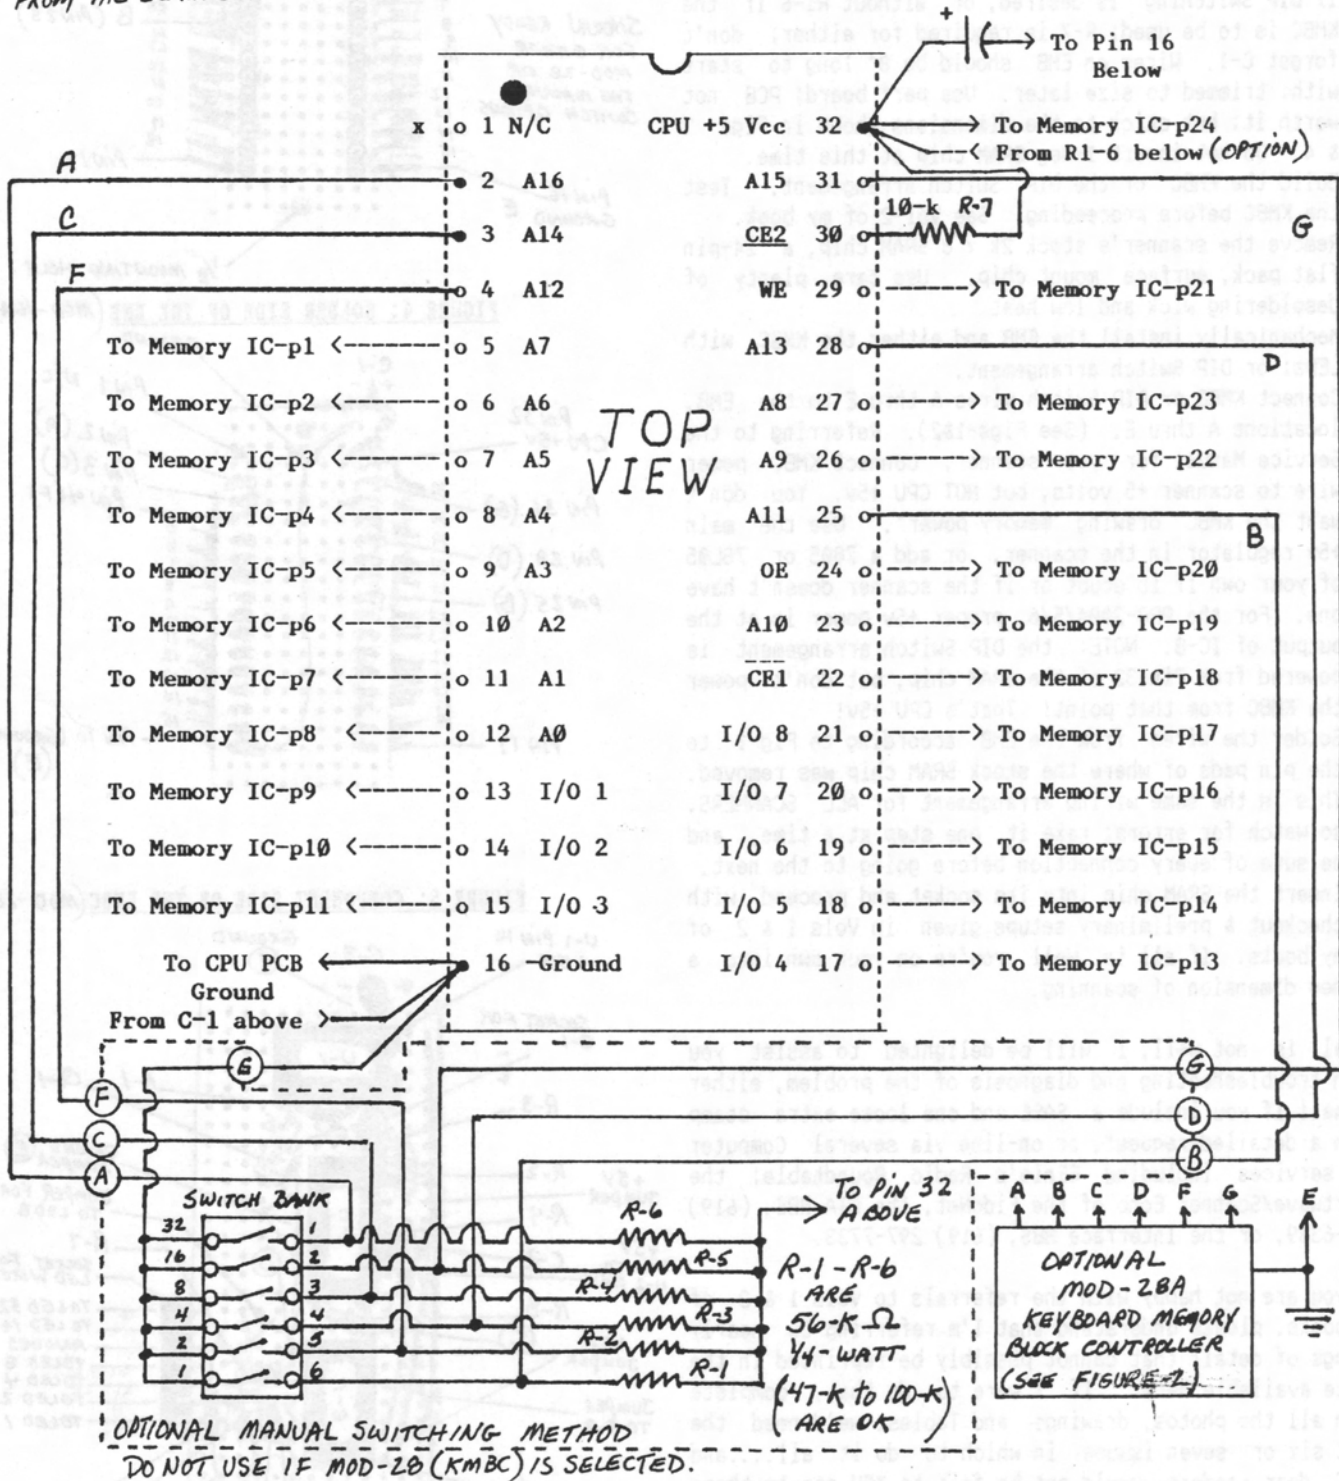 FROM THE
+
To Pin 16
Below
x 1 N/C CPU +5 Vcc 32 To Memory IC-p24
From R1-6 below (OPTION)
A 2 A16 A15 31 G
10-k R-7
C 3 A14 CE2 30
F 4 A12 WE 29 To Memory IC-p21
To Memory IC-p1 5 A7 A13 28 D
To Memory IC-p2 6 A6 A8 27 To Memory IC-p23
TOP
VIEW
To Memory IC-p3 7 A5 A9 26 To Memory IC-p22
To Memory IC-p4 8 A4 A11 25 B
To Memory IC-p5 9 A3 OE 24 To Memory IC-p20
To Memory IC-p6 10 A2 A10 23 To Memory IC-p19
To Memory IC-p7 11 A1 CE1 22 To Memory IC-p18
To Memory IC-p8 12 A0 I/O 8 21 To Memory IC-p17
To Memory IC-p9 13 I/O 1 I/O 7 20 To Memory IC-p16
To Memory IC-p10 14 I/O 2 I/O 6 19 To Memory IC-p15
To Memory IC-p11 15 I/O 3 I/O 5 18 To Memory IC-p14
To CPU PCB 16 Ground I/O 4 17 To Memory IC-p13
Ground
From C-1 above
G
F
C
A
G
D
B
SWITCH BANK
32 1
16 2
8 3
4 4
2 5
1 6
R-6
R-5
R-4
R-3
R-2
R-1
TO PIN 32
ABOVE
R-1 - R-6
ARE
56-K Ω
1/4-WATT
(47-K to 100-K
ARE OK)
A B C D F G E
OPTIONAL
MOD-28A
KEYBOARD MEMORY
BLOCK CONTROLLER
(SEE FIGURE-2)
OPTIONAL MANUAL SWITCHING METHOD
DO NOT USE IF MOD-28 (KMBC) IS SELECTED.